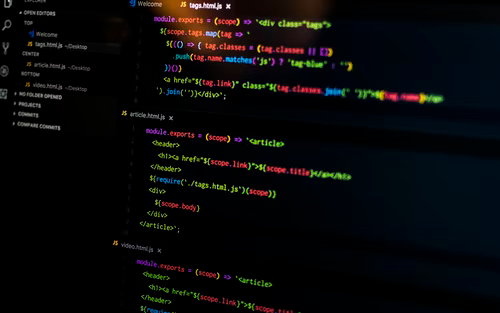 EXPLORER
OPEN EDITORS
TOP
Welcome
tags.html.js ~/Desktop
CENTER
article.html.js ~/Desktop
BOTTOM
video.html.js ~/Desktop
NO FOLDER OPENED
PROJECTS
COMMITS
COMPARE COMMITS
Welcome JS tags.html.js x
module.exports = (scope) => `<div class="tags">
${scope.tags.map(tag => `
${(() => { tag.classes = (tag.classes || [])
.push(tag.name.matches('js') ? 'tag-blue' : '')
})()}
<a href="${tag.link}" class="${tag.classes.join(' ')}">${tag.name}</a>
`).join('')}</div>`;
JS article.html.js x
module.exports = (scope) => `<article>
<header>
<h1><a href="${scope.link}">${scope.title}</a></h1>
</header>
${require('./tags.html.js')(scope)}
<div>
${scope.body}
</div>
</article>`;
JS video.html.js x
module.exports = (scope) => `<article>
<header>
<h1><a href="${scope.link}">${scope.title
</header>
${require('